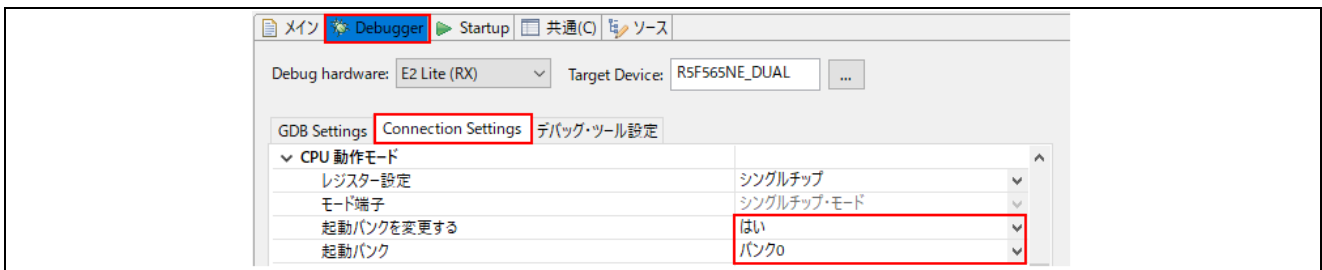 メイン Debugger Startup 共通(C) ソース
Debug hardware: E2 Lite (RX) Target Device: R5F565NE_DUAL ...
GDB Settings Connection Settings デバッグ・ツール設定
CPU 動作モード
レジスター設定 シングルチップ
モード端子 シングルチップ・モード
起動バンクを変更する はい
起動バンク バンク0